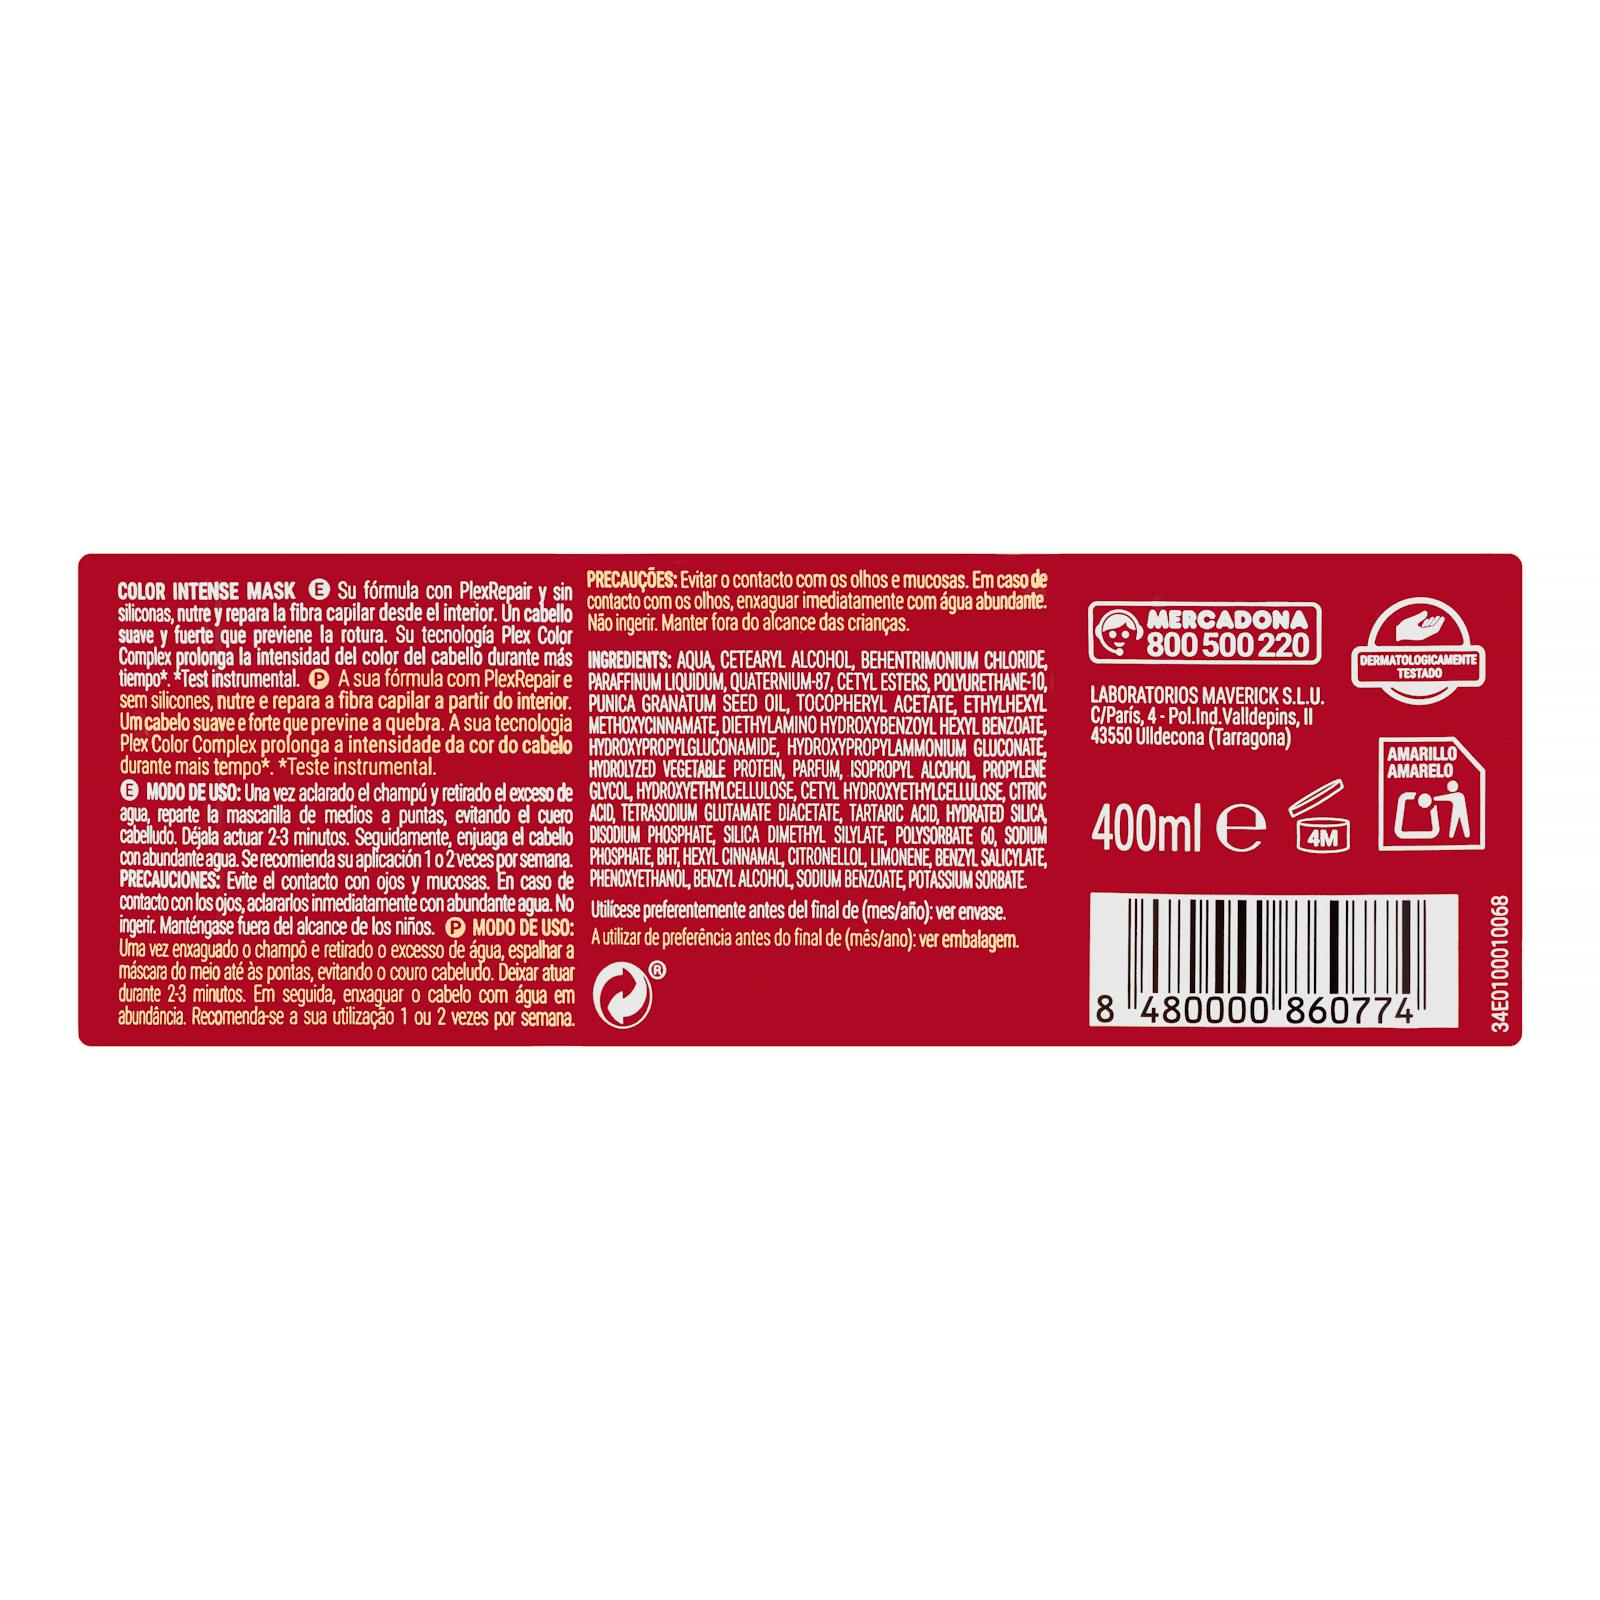 COLOR INTENSE MASK E Su fórmula con PlexRepair y sin
siliconas, nutre y repara la fibra capilar desde el interior. Un cabello
suave y fuerte que previene la rotura. Su tecnología Plex Color
Complex prolonga la intensidad del color del cabello durante más
tiempo*. *Test instrumental. P A sua fórmula com PlexRepair e
sem silicones, nutre e repara a fibra capilar a partir do interior.
Um cabelo suave e forte que previne a quebra. A sua tecnologia
Plex Color Complex prolonga a intensidade da cor do cabelo
durante mais tempo*. *Teste instrumental.
E MODO DE USO: Una vez aclarado el champú y retirado el exceso de
agua, reparte la mascarilla de medios a puntas, evitando el cuero
cabelludo. Déjala actuar 2-3 minutos. Seguidamente, enjuaga el cabello
con abundante agua. Se recomienda su aplicación 1 o 2 veces por semana.
PRECAUCIONES: Evite el contacto con ojos y mucosas. En caso de
contacto con los ojos, aclararlos inmediatamente con abundante agua. No
ingerir. Manténgase fuera del alcance de los niños. P MODO DE USO:
Uma vez enxaguado o champô e retirado o excesso de água, espalhar a
máscara do meio até às pontas, evitando o couro cabeludo. Deixar atuar
durante 2-3 minutos. Em seguida, enxaguar o cabelo com água em
abundância. Recomenda-se a sua utilização 1 ou 2 vezes por semana.
PRECAUÇÕES: Evitar o contacto com os olhos e mucosas. Em caso de
contacto com os olhos, enxaguar imediatamente com água abundante.
Não ingerir. Manter fora do alcance das crianças.
INGREDIENTS: AQUA, CETEARYL ALCOHOL, BEHENTRIMONIUM CHLORIDE,
PARAFFINUM LIQUIDUM, QUATERNIUM-87, CETYL ESTERS, POLYURETHANE-10,
PUNICA GRANATUM SEED OIL, TOCOPHERYL ACETATE, ETHYLHEXYL
METHOXYCINNAMATE, DIETHYLAMINO HYDROXYBENZOYL HEXYL BENZOATE,
HYDROXYPROPYLGLUCONAMIDE, HYDROXYPROPYLAMMONIUM GLUCONATE,
HYDROLYZED VEGETABLE PROTEIN, PARFUM, ISOPROPYL ALCOHOL, PROPYLENE
GLYCOL, HYDROXYETHYLCELLULOSE, CETYL HYDROXYETHYLCELLULOSE, CITRIC
ACID, TETRASODIUM GLUTAMATE DIACETATE, TARTARIC ACID, HYDRATED SILICA,
DISODIUM PHOSPHATE, SILICA DIMETHYL SILYLATE, POLYSORBATE 60, SODIUM
PHOSPHATE, BHT, HEXYL CINNAMAL, CITRONELLOL, LIMONENE, BENZYL SALICYLATE,
PHENOXYETHANOL, BENZYL ALCOHOL, SODIUM BENZOATE, POTASSIUM SORBATE.
Utilícese preferentemente antes del final de (mes/año): ver envase.
A utilizar de preferência antes do final de (mês/ano): ver embalagem.
®
MERCADONA
800 500 220
DERMATOLOGICAMENTE
TESTADO
LABORATORIOS MAVERICK S.L.U.
C/París, 4 - Pol.Ind.Valldepins, II
43550 Ulldecona (Tarragona)
AMARILLO
AMARELO
400ml e
4M
8 480000 860774
34E0100010068